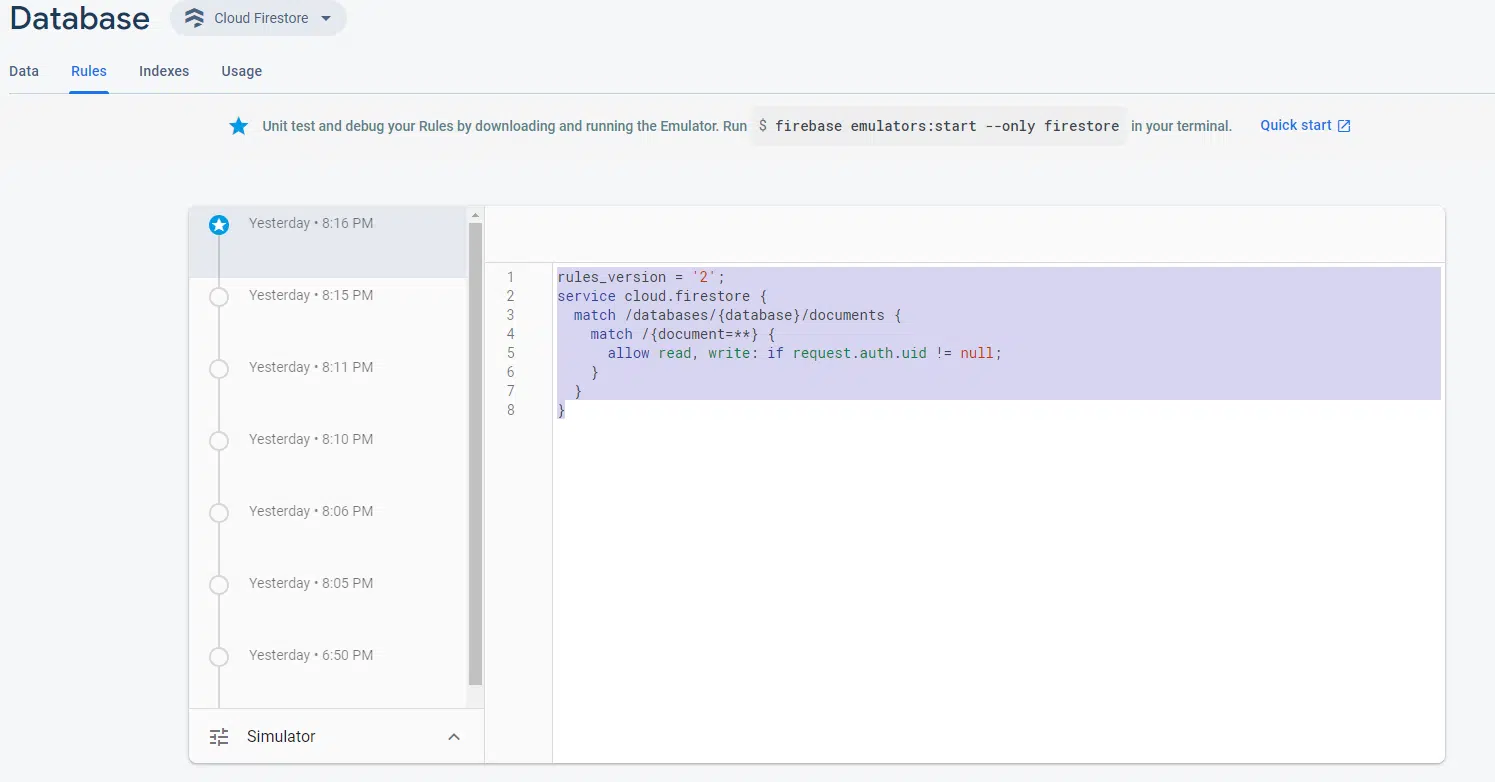 Database Cloud Firestore
Data Rules Indexes Usage
Unit test and debug your Rules by downloading and running the Emulator. Run $ firebase emulators:start --only firestore in your terminal. Quick start
Yesterday • 8:16 PM
Yesterday • 8:15 PM
Yesterday • 8:11 PM
Yesterday • 8:10 PM
Yesterday • 8:06 PM
Yesterday • 8:05 PM
Yesterday • 6:50 PM
Simulator
1 rules_version = '2';
2 service cloud.firestore {
3   match /databases/{database}/documents {
4     match /{document=**} {
5       allow read, write: if request.auth.uid != null;
6     }
7   }
8 }